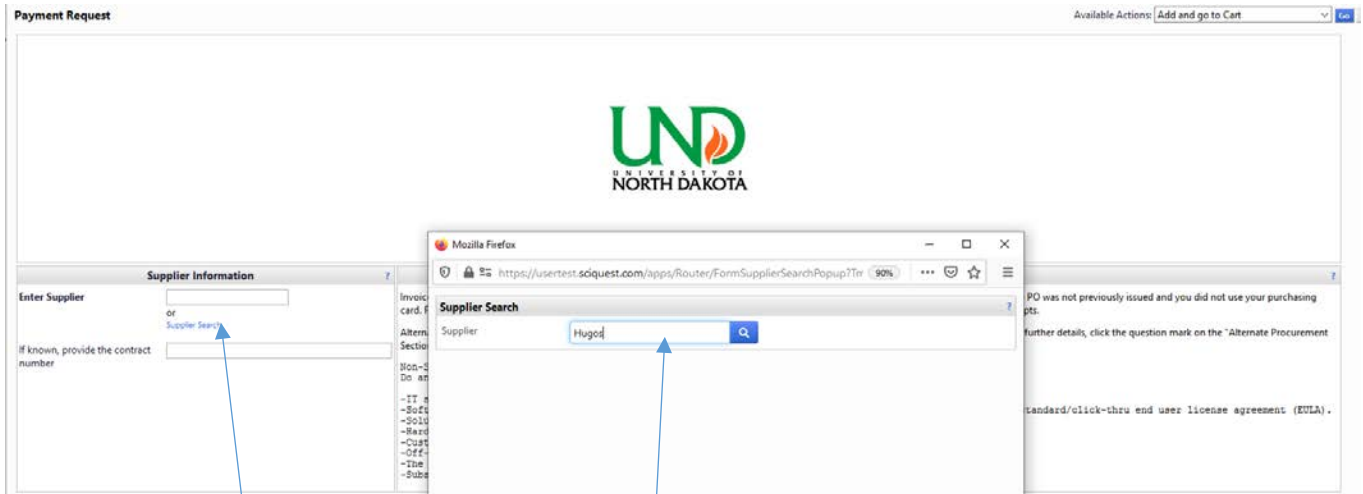 Payment Request
Available Actions: Add and go to Cart
Go
UND
UNIVERSITY OF
NORTH DAKOTA
Supplier Information ?
Enter Supplier
or
Supplier Search
If known, provide the contract
number
Invoic
card. F
Altern
Section
Non-S
Do an
-IT s
-Soft
-Solu
-Hard
-Cust
-Off-
-The
-Subs
Mozilla Firefox
https://usertest.sciquest.com/apps/Router/FormSupplierSearchPopup?Tr 90%
Supplier Search ?
Supplier
Hugos
?
PO was not previously issued and you did not use your purchasing
pts.
further details, click the question mark on the "Alternate Procurement
tandard/click-thru end user license agreement (EULA).